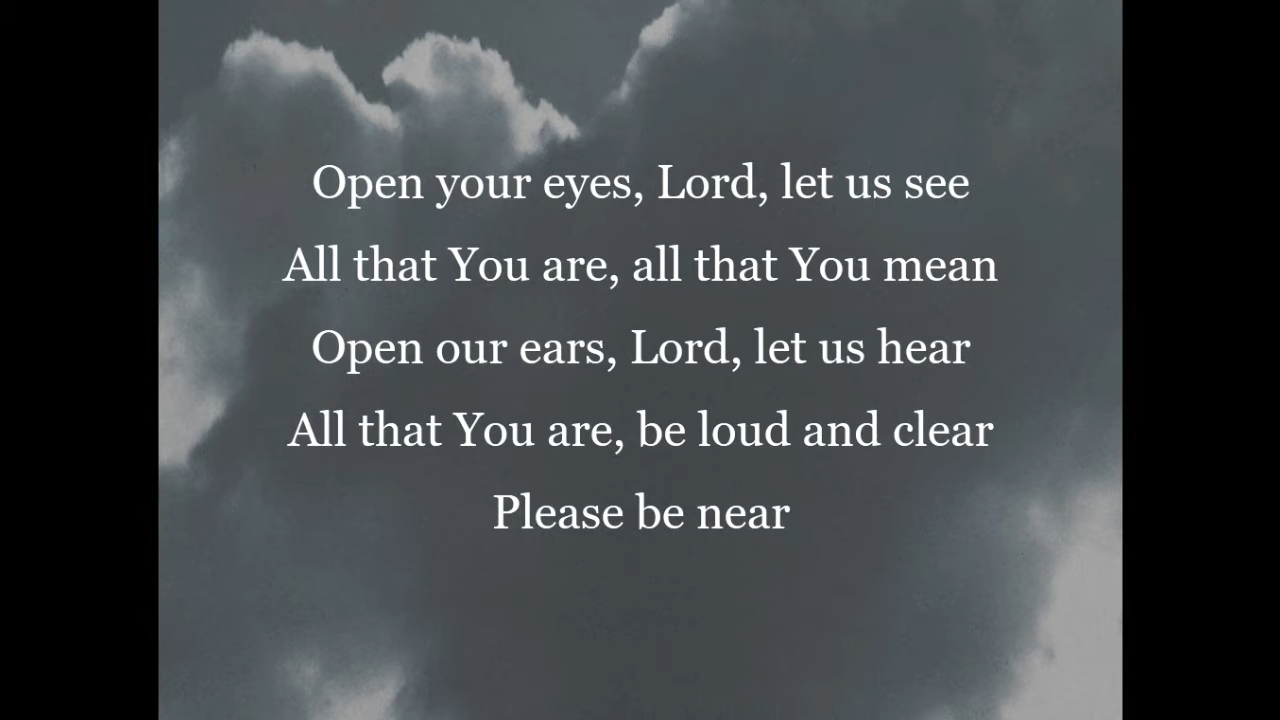 Open your eyes, Lord, let us see
All that You are, all that You mean
Open our ears, Lord, let us hear
All that You are, be loud and clear
Please be near